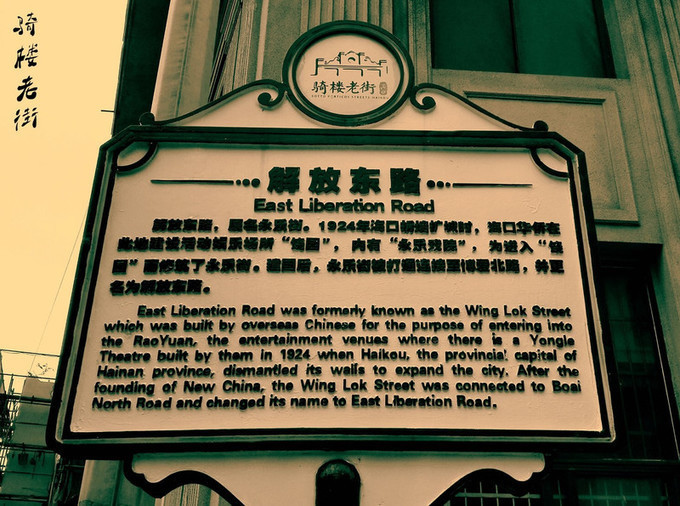 骑楼老街
骑楼老街
解放东路
East Liberation Road
解放东路，原名永乐街。1924年海口拆城扩城时，海口华侨在
此地建设活动娱乐场所“饶园”，内有“永乐戏院”，为进入“饶
园”而修筑了永乐街。建国后，永乐街被打通连接至博爱北路，并更
名为解放东路。
East Liberation Road was formerly known as the Wing Lok Street
which was built by overseas Chinese for the purpose of entering into
the RaoYuan, the entertainment venues where there is a Yongle
Theatre built by them in 1924 when Haikou, the provincial capital of
Hainan province, dismantled its walls to expand the city. After the
founding of New China, the Wing Lok Street was connected to Boai
North Road and changed its name to East Liberation Road.